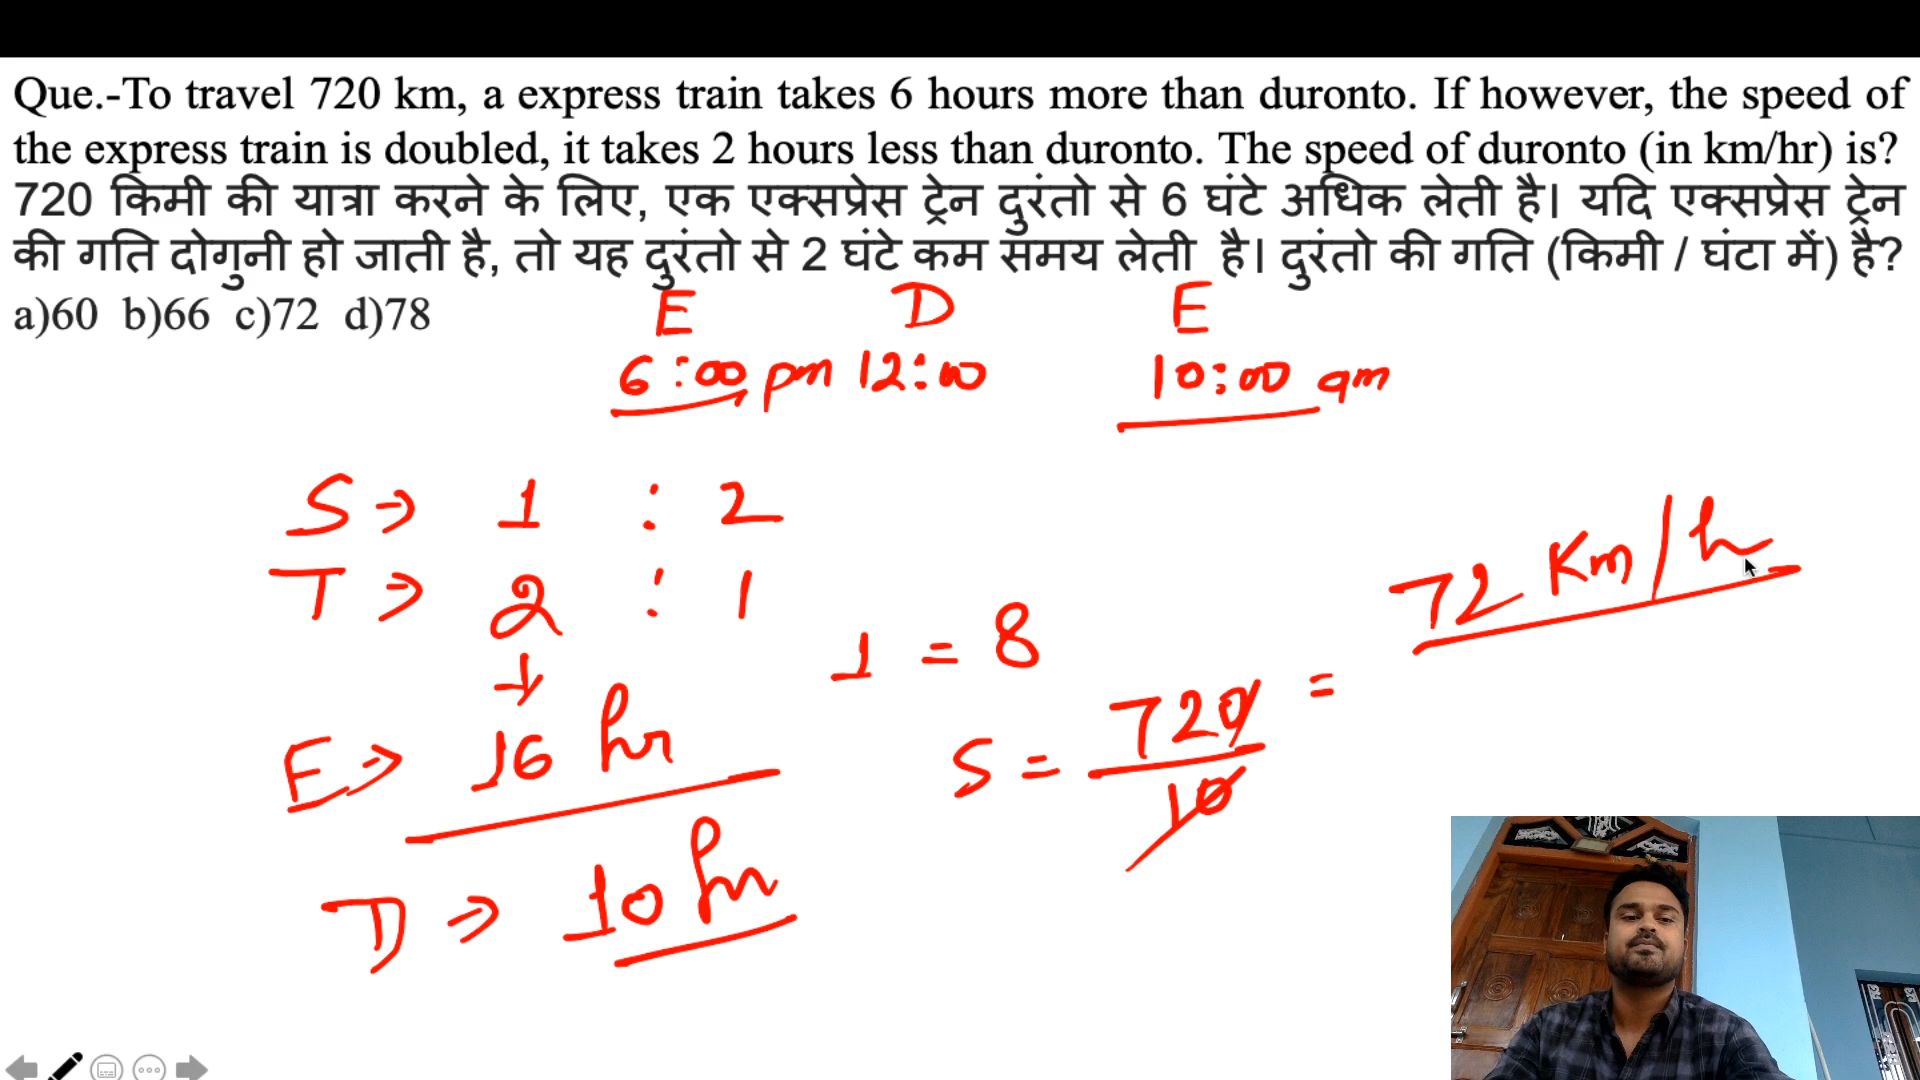 Que.-To travel 720 km, a express train takes 6 hours more than duronto. If however, the speed of
the express train is doubled, it takes 2 hours less than duronto. The speed of duronto (in km/hr) is?
720 किमी की यात्रा करने के लिए, एक एक्सप्रेस ट्रेन दुरंतो से 6 घंटे अधिक लेती है। यदि एक्सप्रेस ट्रेन
की गति दोगुनी हो जाती है, तो यह दुरंतो से 2 घंटे कम समय लेती है। दुरंतो की गति (किमी / घंटा में) है?
a)60 b)66 c)72 d)78
E D E
6:00 pm 12:00 10:00 am
S → 1 : 2
T → 2 : 1
1 = 8
E → 16 hr
S = 720/10 = 72 Km/h
D → 10 hr